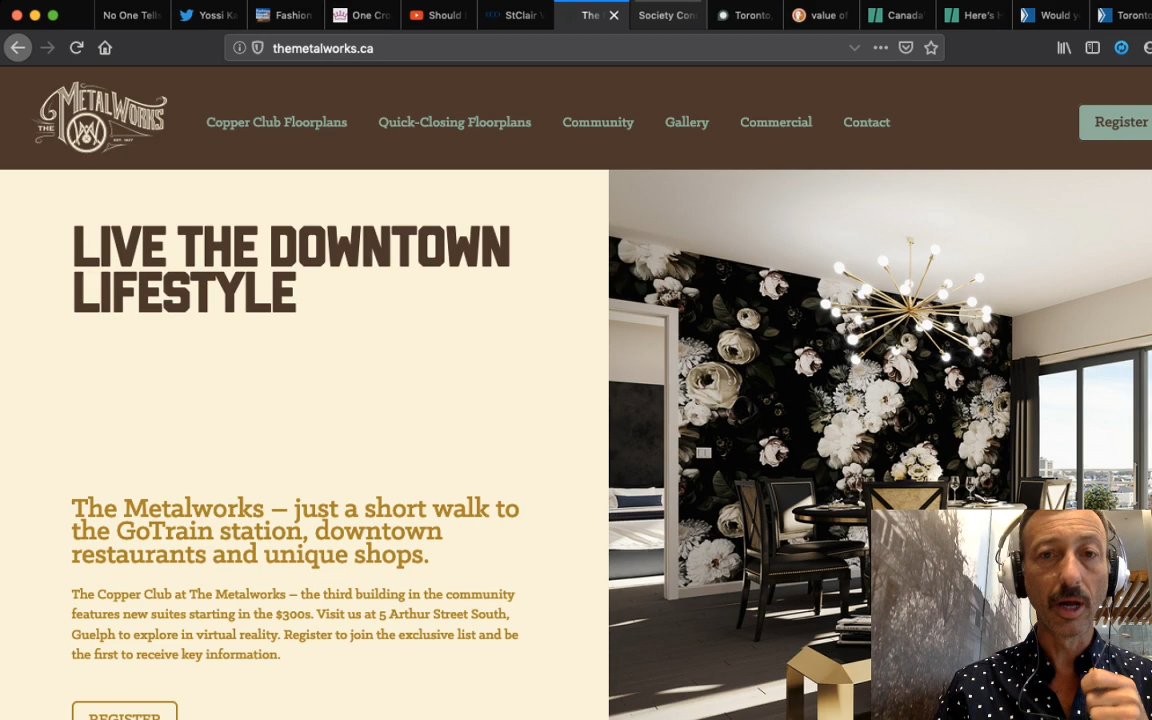 No One Tells
Yossi Ka
Fashion
One Cro
Should
StClair
The
Society Con
Toronto,
value of
Canada'
Here's H
Would y
Toronto
themetalworks.ca
THE METALWORKS
Copper Club Floorplans
Quick-Closing Floorplans
Community
Gallery
Commercial
Contact
Register
LIVE THE DOWNTOWN
LIFESTYLE
The Metalworks – just a short walk to
the GoTrain station, downtown
restaurants and unique shops.
The Copper Club at The Metalworks – the third building in the community
features new suites starting in the $300s. Visit us at 5 Arthur Street South,
Guelph to explore in virtual reality. Register to join the exclusive list and be
the first to receive key information.
REGISTER